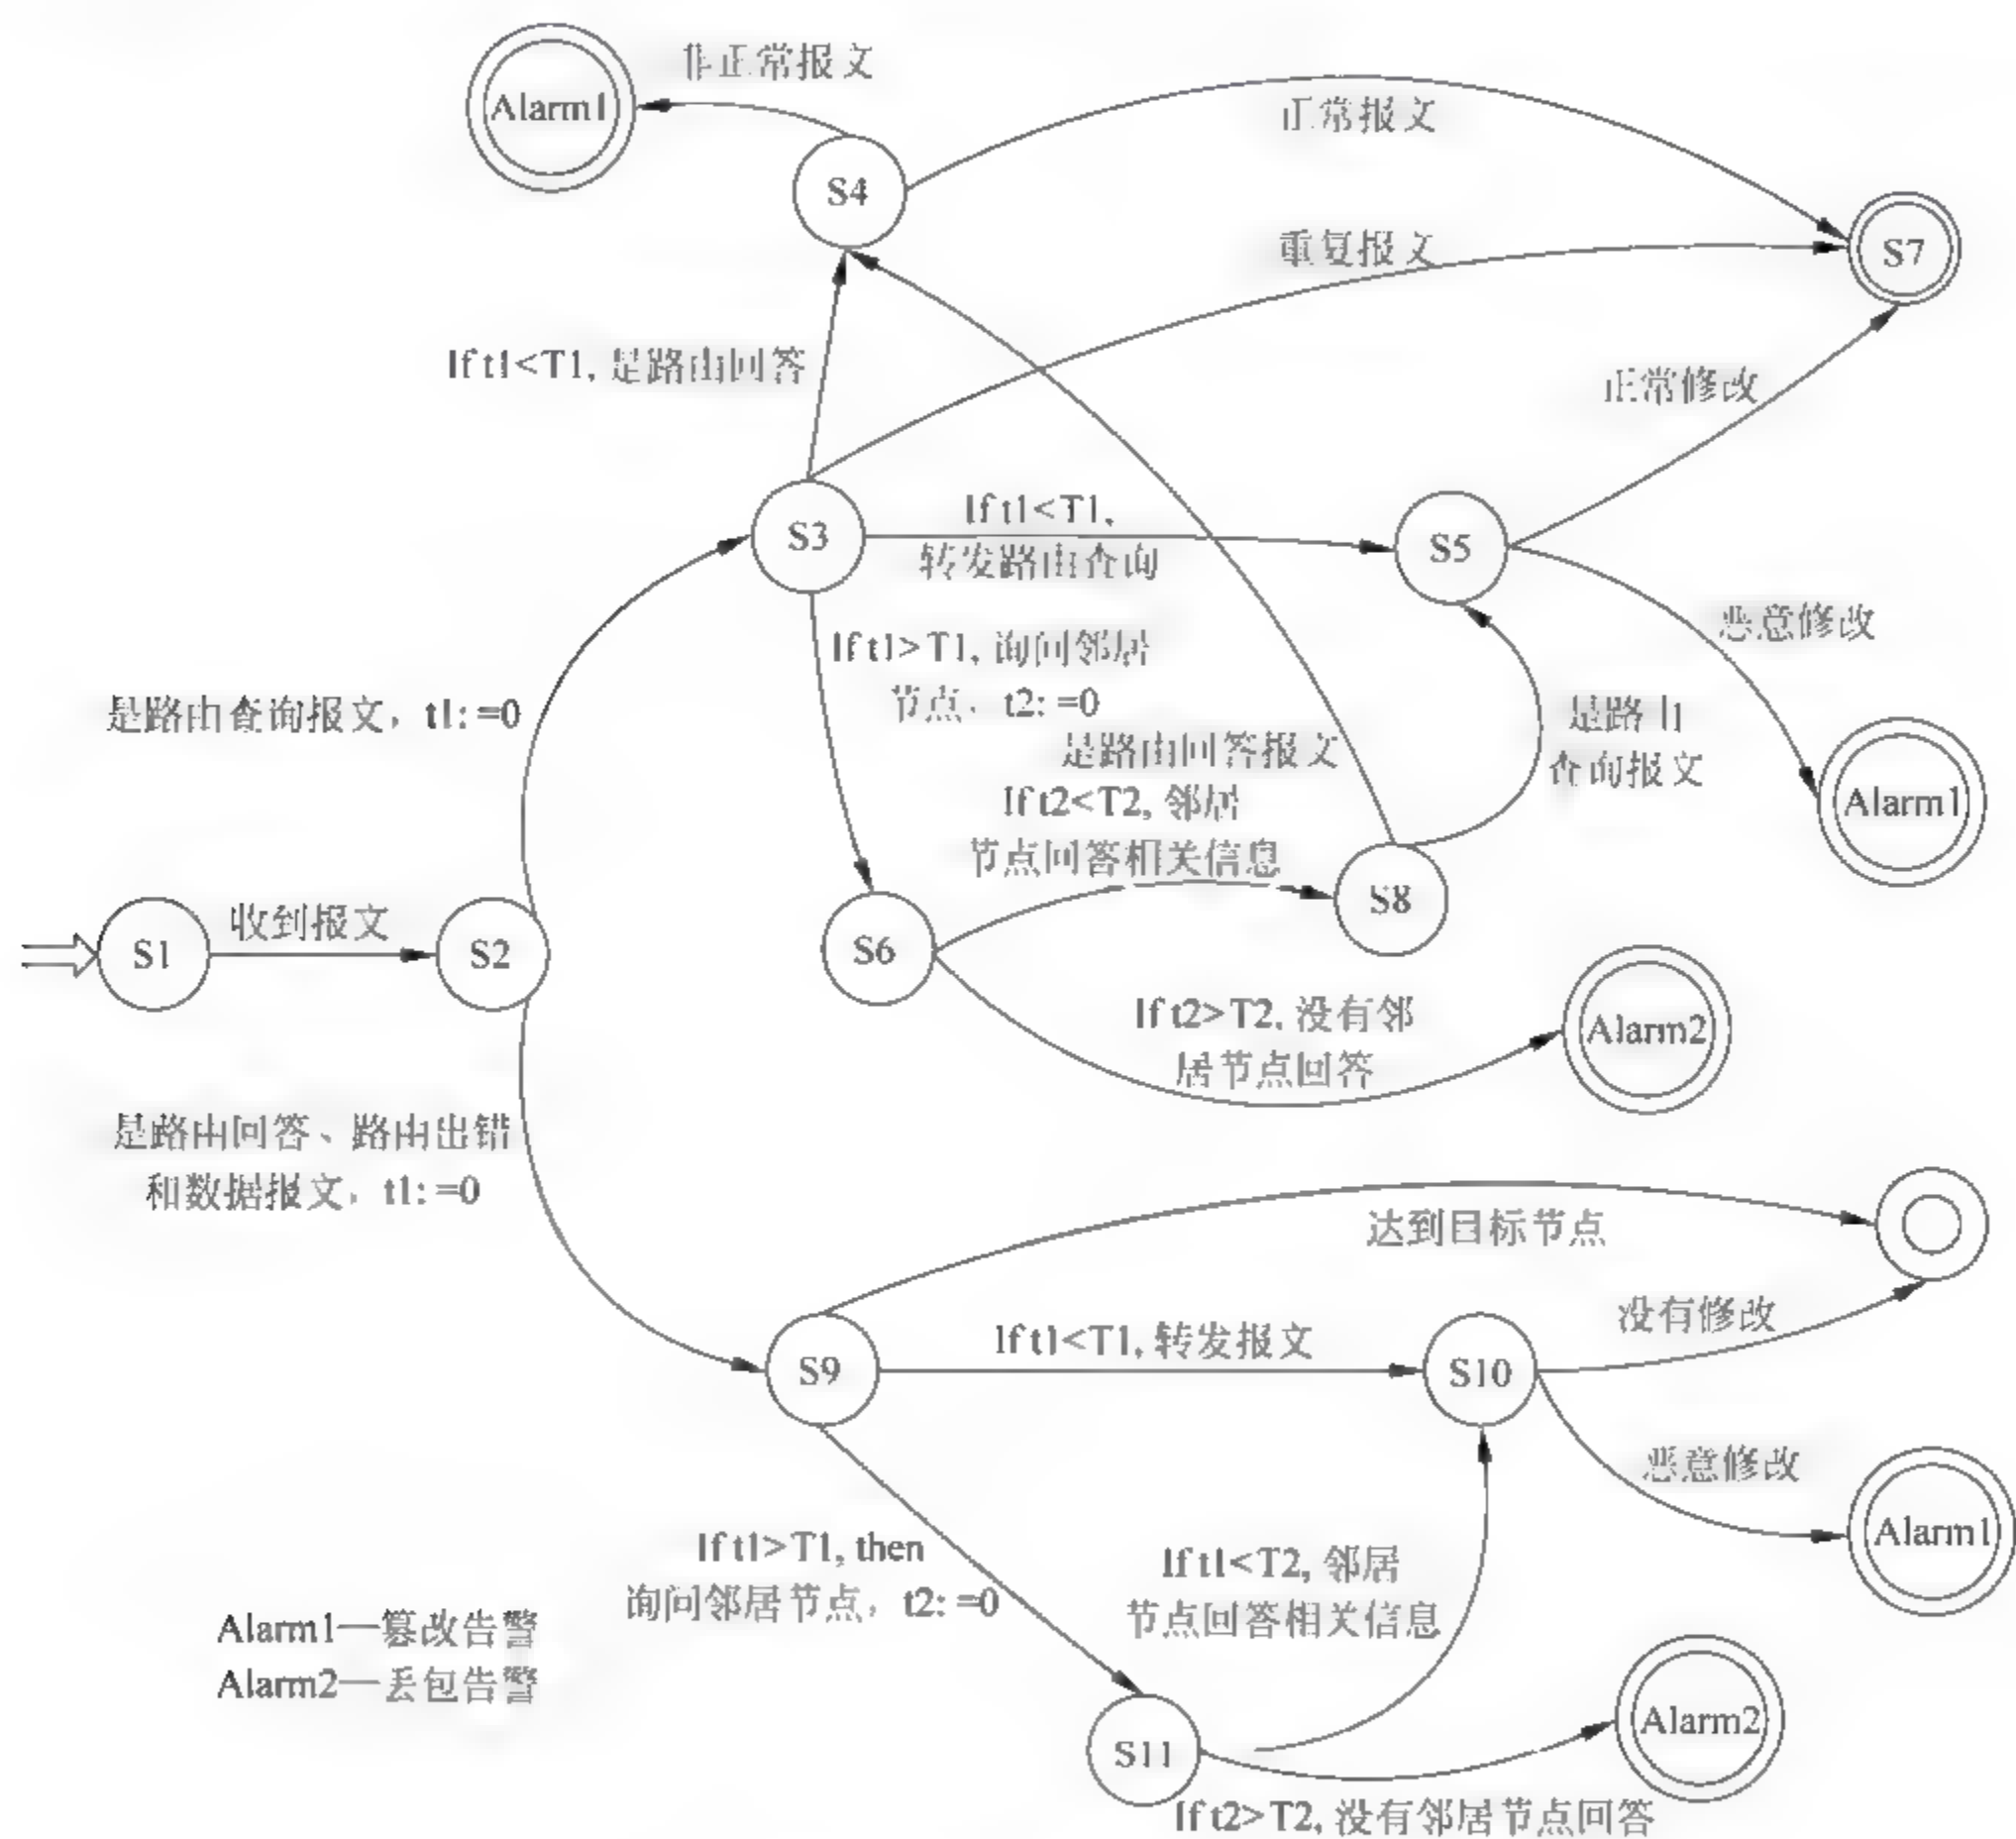 Alarm1
非正常报文
正常报文
S4
重复报文
S7
If t1<T1, 是路由回答
正常修改
S3
If t1<T1,
转发路由查询
S5
If t1>T1, 询问邻居
节点, t2: =0
恶意修改
是路由查询报文, t1: =0
是路由回答报文
是路由
查询报文
If t2<T2, 邻居
节点回答相关信息
Alarm1
S1
收到报文
S2
S6
S8
If t2>T2, 没有邻
居节点回答
Alarm2
是路由回答、路由出错
和数据报文, t1: =0
达到目标节点
没有修改
S9
If t1<T1, 转发报文
S10
恶意修改
Alarm1
If t1>T1, then
询问邻居节点, t2: =0
If t1<T2, 邻居
节点回答相关信息
Alarm1—篡改告警
Alarm2—丢包告警
S11
Alarm2
If t2>T2, 没有邻居节点回答